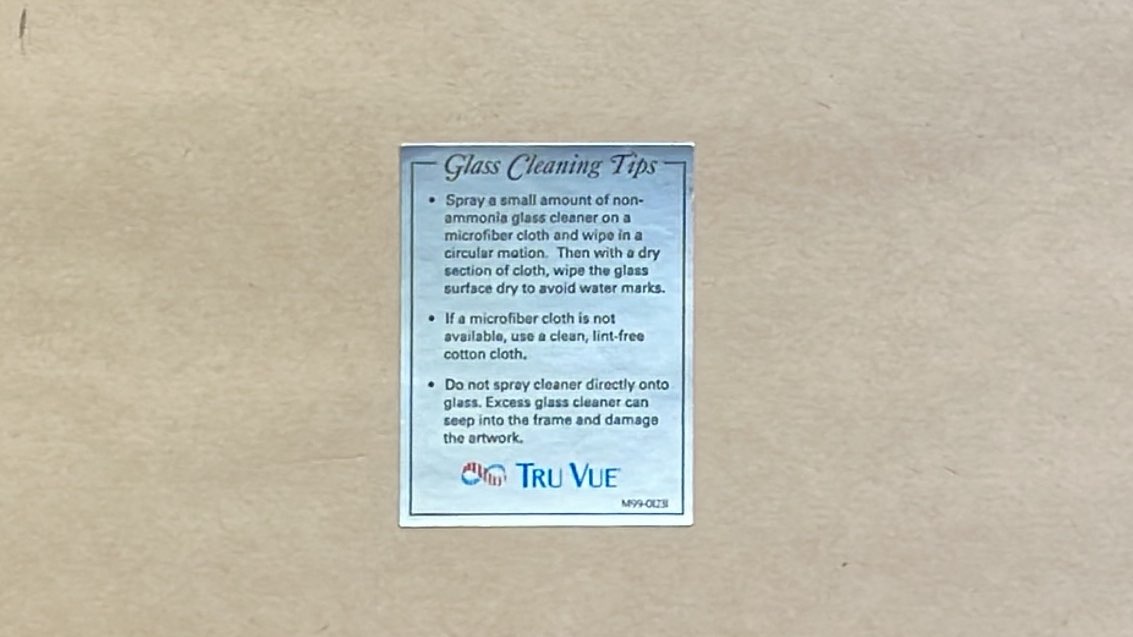 Glass Cleaning Tips
• Spray a small amount of non-
ammonia glass cleaner on a
microfiber cloth and wipe in a
circular motion. Then with a dry
section of cloth, wipe the glass
surface dry to avoid water marks.
• If a microfiber cloth is not
available, use a clean, lint-free
cotton cloth.
• Do not spray cleaner directly onto
glass. Excess glass cleaner can
seep into the frame and damage
the artwork.
TRU VUE
M99-01231